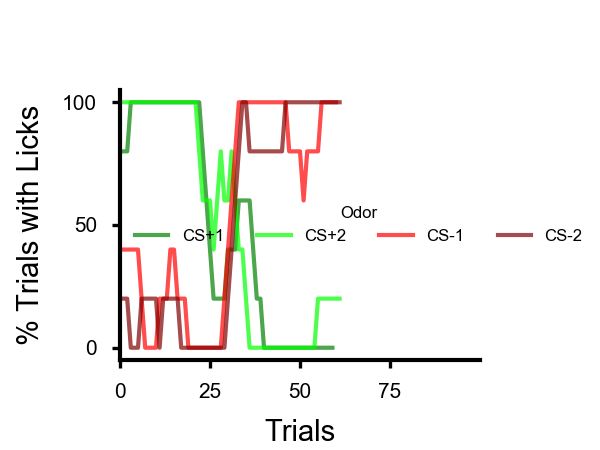 % Trials with Licks
100
50
0
Odor
CS+1 CS+2 CS-1 CS-2
0 25 50 75
Trials